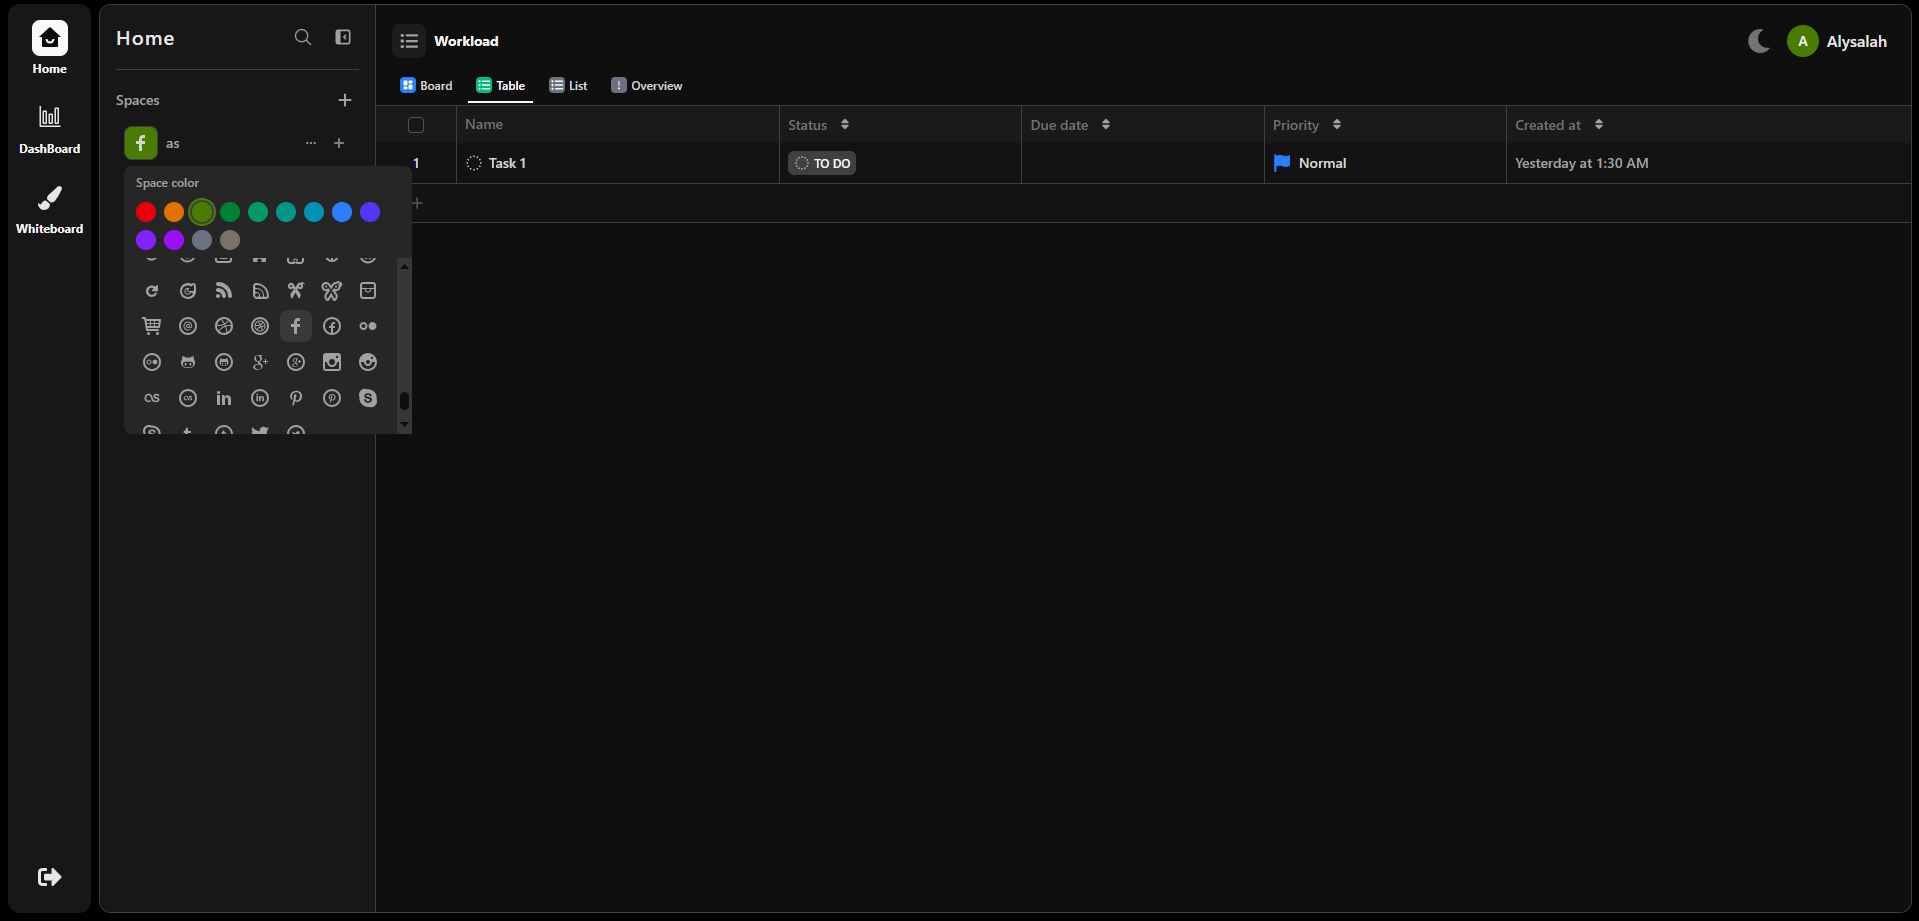 Home
DashBoard
Whiteboard
Home
Spaces
as
Space color
Workload
A Alysalah
Board Table List Overview
Name Status Due date Priority Created at
1 Task 1 TO DO Normal Yesterday at 1:30 AM